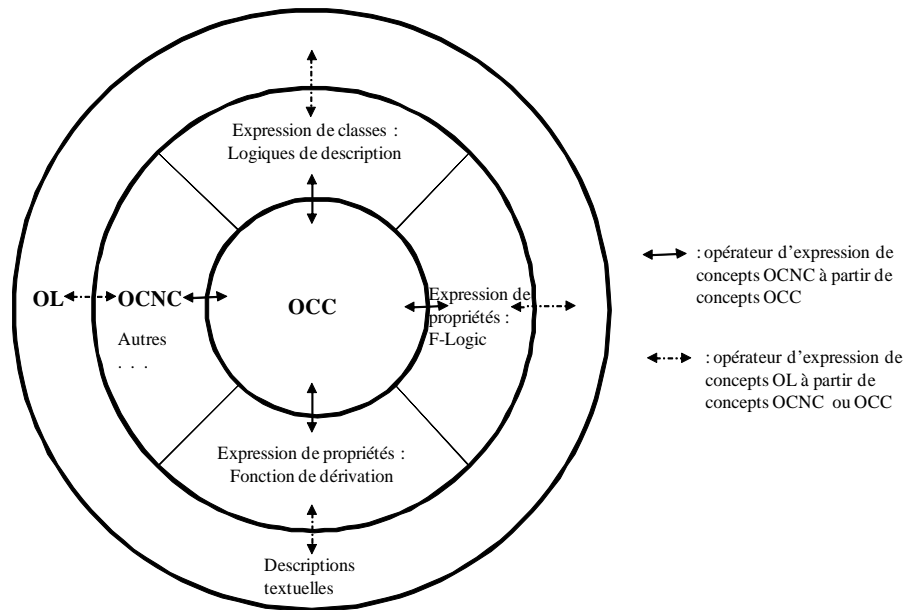 Expression de classes :
Logiques de description
OL
OCNC
Autres
. . .
OCC
Expression de
propriétés :
F-Logic
Expression de propriétés :
Fonction de dérivation
Descriptions
textuelles
: opérateur d'expression de
concepts OCNC à partir de
concepts OCC
: opérateur d'expression de
concepts OL à partir de
concepts OCNC ou OCC